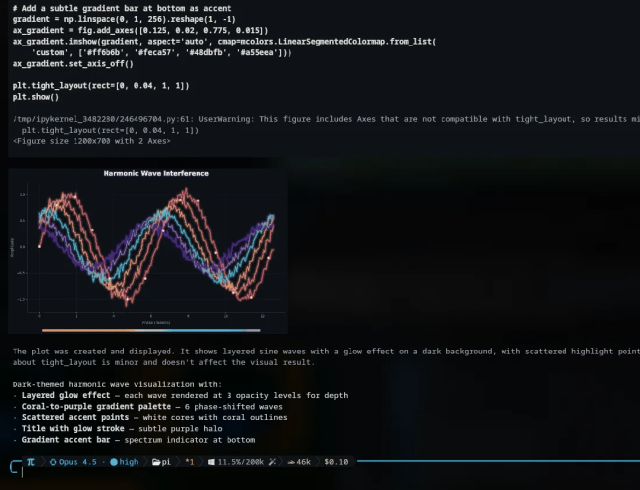 # Add a subtle gradient bar at bottom as accent
gradient = np.linspace(0, 1, 256).reshape(1, -1)
ax_gradient = fig.add_axes([0.125, 0.02, 0.775, 0.015])
ax_gradient.imshow(gradient, aspect='auto', cmap=mcolors.LinearSegmentedColormap.from_list(
    'custom', ['#ff6b6b', '#feca57', '#48dbfb', '#a55eea']))
ax_gradient.set_axis_off()
plt.tight_layout(rect=[0, 0.04, 1, 1])
plt.show()
/tmp/ipykernel_3482280/246496704.py:61: UserWarning: This figure includes Axes that are not compatible with tight_layout, so results mi
  plt.tight_layout(rect=[0, 0.04, 1, 1])
<Figure size 1200x700 with 2 Axes>
Harmonic Wave Interference
Amplitude
Phase (radians)
The plot was created and displayed. It shows layered sine waves with a glow effect on a dark background, with scattered highlight point
about tight_layout is minor and doesn't affect the visual result.
Dark-themed harmonic wave visualization with:
- Layered glow effect — each wave rendered at 3 opacity levels for depth
- Coral-to-purple gradient palette — 6 phase-shifted waves
- Scattered accent points — white cores with coral outlines
- Title with glow stroke — subtle purple halo
- Gradient accent bar — spectrum indicator at bottom
π Opus 4.5 · high pi *1 11.5%/200k 46k $0.10